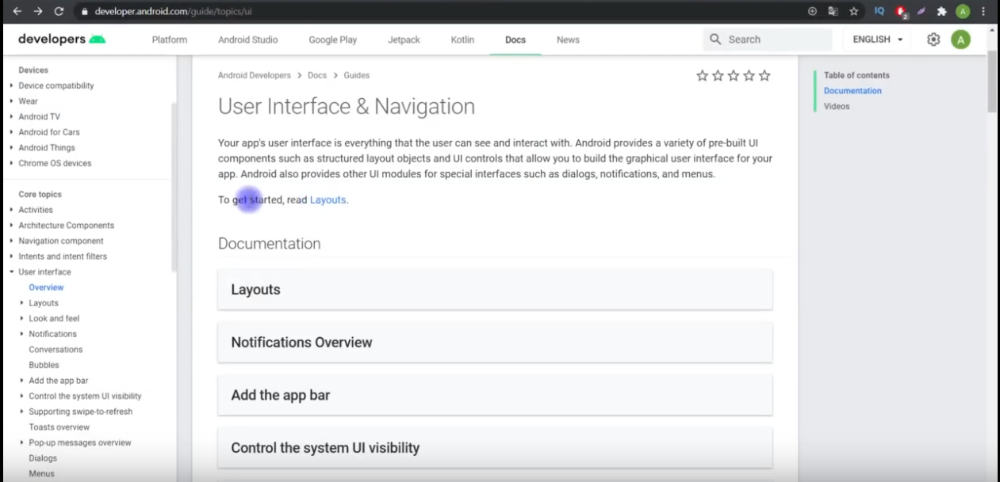 developer.android.com/guide/topics/ui
IQ
2
A
developers
Platform
Android Studio
Google Play
Jetpack
Kotlin
Docs
News
Search
ENGLISH
A
Devices
Device compatibility
Wear
Android TV
Android for Cars
Android Things
Chrome OS devices
Core topics
Activities
Architecture Components
Navigation component
Intents and intent filters
User interface
Overview
Layouts
Look and feel
Notifications
Conversations
Bubbles
Add the app bar
Control the system UI visibility
Supporting swipe-to-refresh
Toasts overview
Pop-up messages overview
Dialogs
Menus
Android Developers > Docs > Guides
User Interface & Navigation
Your app's user interface is everything that the user can see and interact with. Android provides a variety of pre-built UI
components such as structured layout objects and UI controls that allow you to build the graphical user interface for your
app. Android also provides other UI modules for special interfaces such as dialogs, notifications, and menus.
To get started, read Layouts.
Documentation
Layouts
Notifications Overview
Add the app bar
Control the system UI visibility
Table of contents
Documentation
Videos